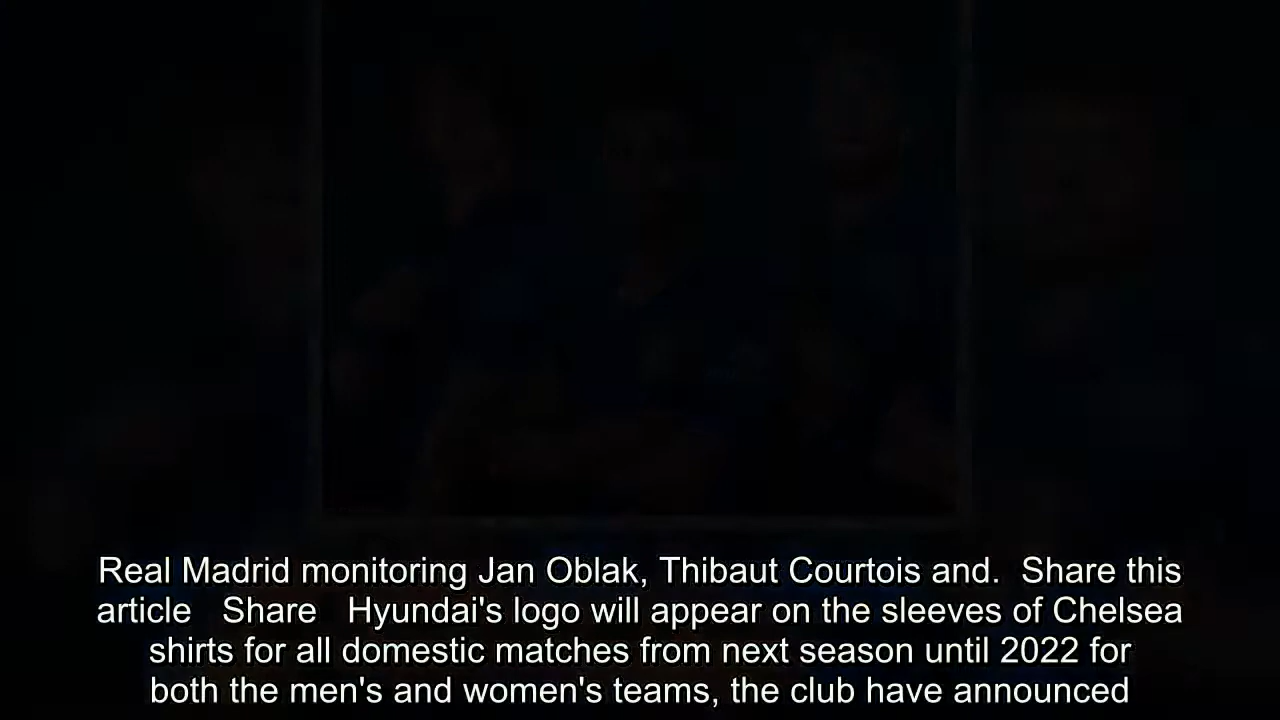 Real Madrid monitoring Jan Oblak, Thibaut Courtois and.  Share this
article   Share   Hyundai's logo will appear on the sleeves of Chelsea
shirts for all domestic matches from next season until 2022 for
both the men's and women's teams, the club have announced